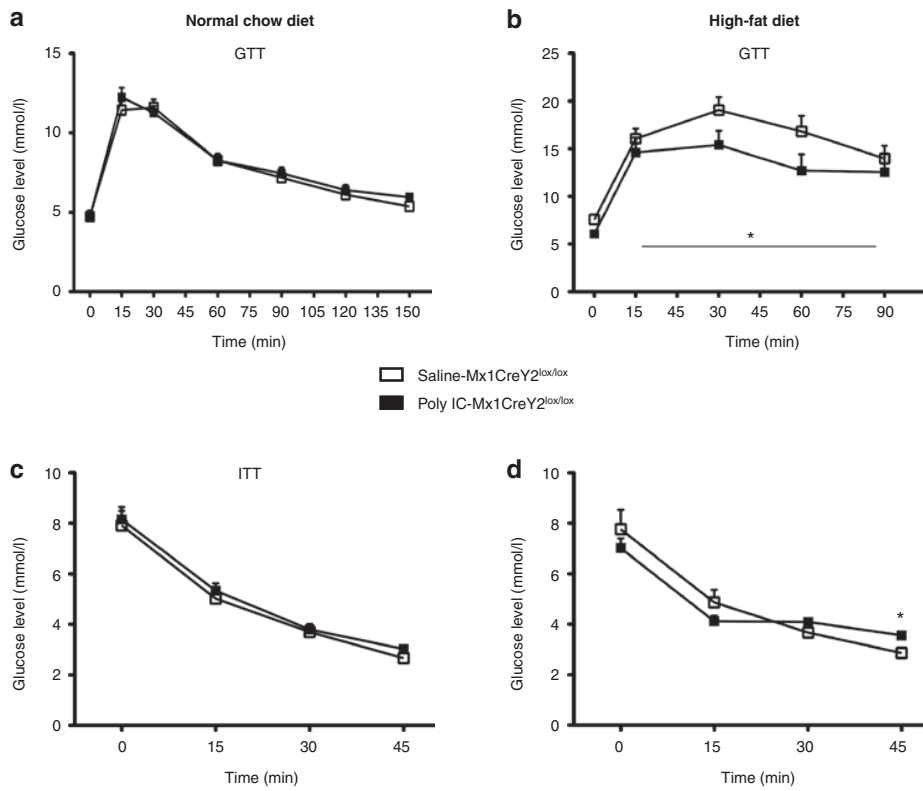 a
Normal chow diet
GTT
Glucose level (mmol/l)
15
10
5
0
0 15 30 45 60 75 90 105 120 135 150
Time (min)
b
High-fat diet
GTT
Glucose level (mmol/l)
25
20
15
10
5
0
*
0 15 45 30 45 60 75 90
Time (min)
Saline-Mx1CreY2lox/lox
Poly IC-Mx1CreY2lox/lox
c
ITT
Glucose level (mmol/l)
10
8
6
4
2
0
0 15 30 45
Time (min)
d
Glucose level (mmol/l)
10
8
6
4
2
0
*
0 15 30 45
Time (min)